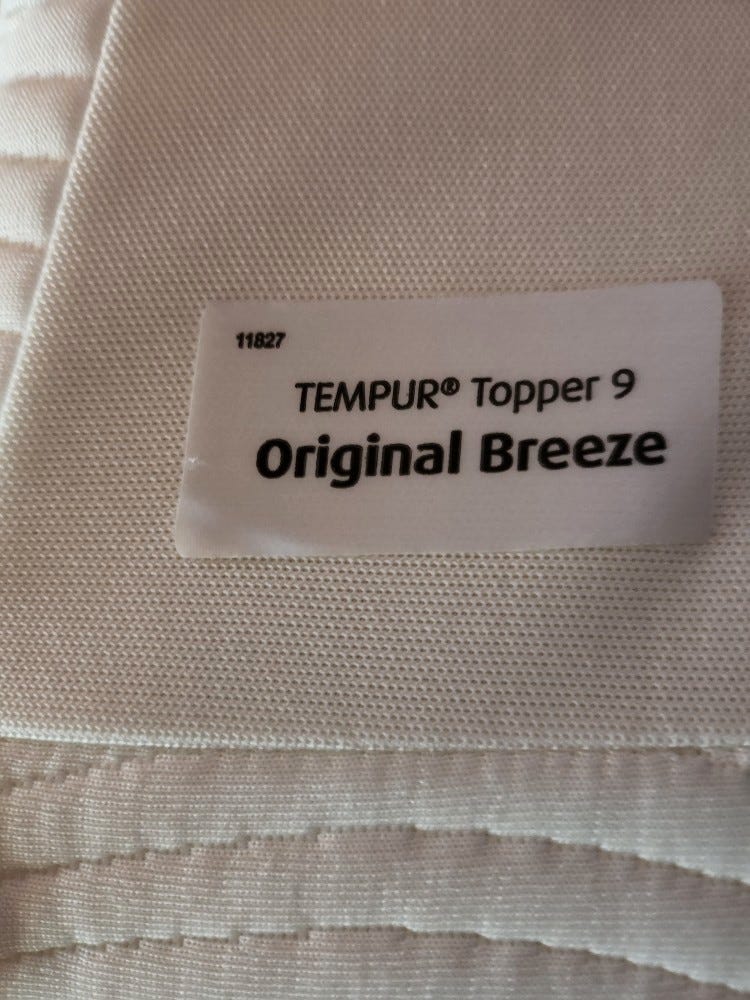 11827
TEMPUR® Topper 9
Original Breeze